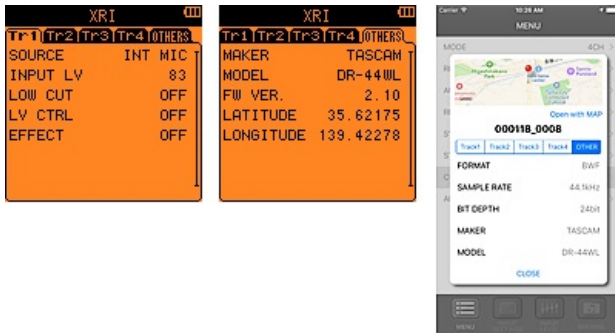 XRI
Tr1 Tr2 Tr3 Tr4 OTHERS
SOURCE INT MIC
INPUT LV 83
LOW CUT OFF
LV CTRL OFF
EFFECT OFF
XRI
Tr1 Tr2 Tr3 Tr4 OTHERS
MAKER TASCAM
MODEL DR-44WL
FW VER. 2.10
LATITUDE 35.62175
LONGITUDE 139.42278
Carrier 10:26 AM
MENU
MODE 4CH
Open with MAP
000118_0008
Track1 Track2 Track3 Track4 OTHER
FORMAT BWF
SAMPLE RATE 44.1kHz
BIT DEPTH 24bit
MAKER TASCAM
MODEL DR-44WL
CLOSE
MENU